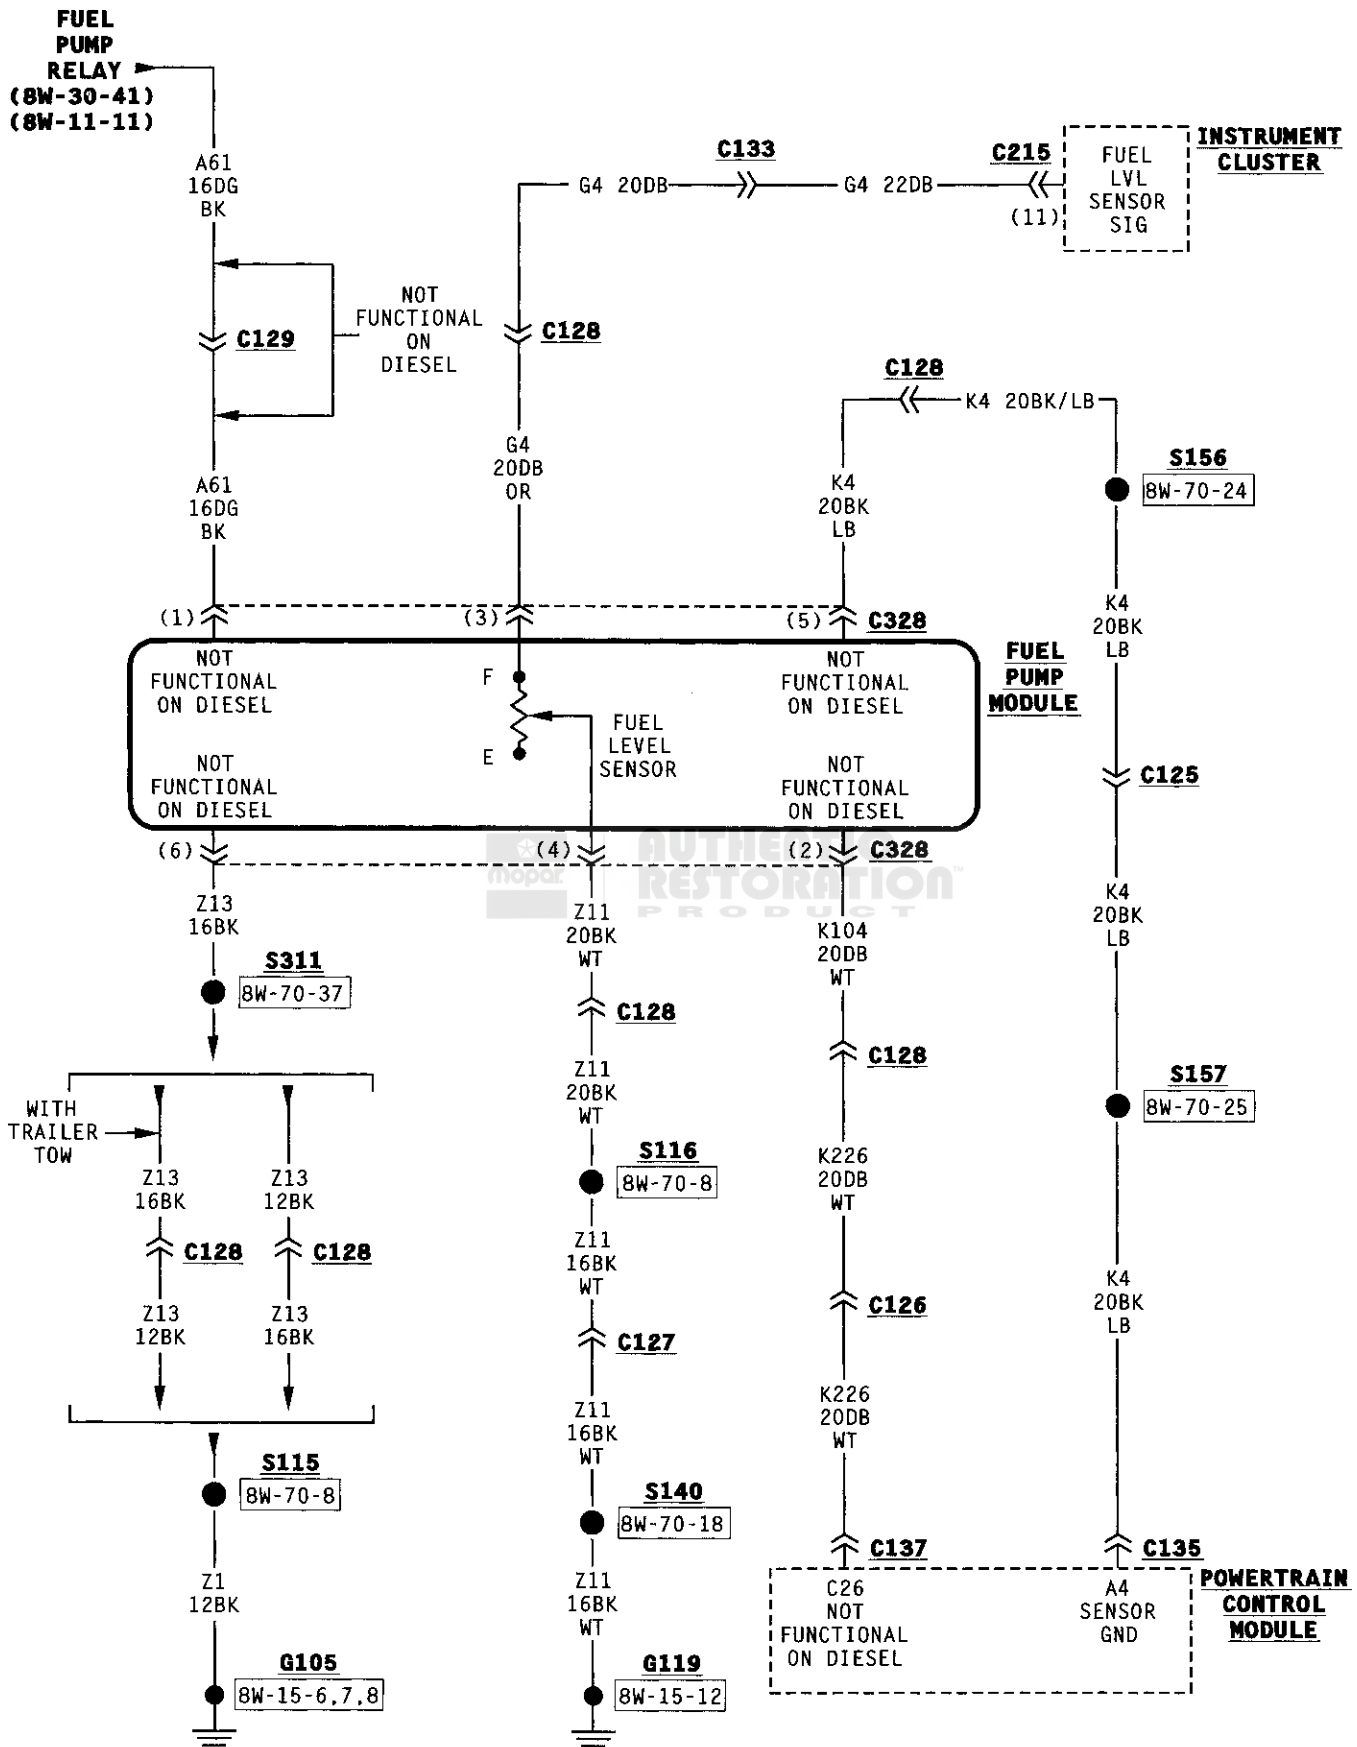 FUEL
PUMP
RELAY
(8W-30-41)
(8W-11-11)
A61
16DG
BK
C129
NOT
FUNCTIONAL
ON
DIESEL
A61
16DG
BK
G4 20DB
C133
G4 22DB
C215
(11)
FUEL
LVL
SENSOR
SIG
INSTRUMENT
CLUSTER
C128
G4
20DB
OR
C128
K4 20BK/LB
K4
20BK
LB
S156
8W-70-24
K4
20BK
LB
(1)
(3)
(5)
C328
NOT
FUNCTIONAL
ON DIESEL
F
E
FUEL
LEVEL
SENSOR
NOT
FUNCTIONAL
ON DIESEL
FUEL
PUMP
MODULE
NOT
FUNCTIONAL
ON DIESEL
NOT
FUNCTIONAL
ON DIESEL
C125
(6)
(4)
(2)
C328
Mopar
AUTHENTIC
RESTORATION™
PRODUCT
Z13
16BK
S311
8W-70-37
WITH
TRAILER
TOW
Z13
16BK
Z13
12BK
C128
C128
Z13
12BK
Z13
16BK
S115
8W-70-8
Z1
12BK
G105
8W-15-6,7,8
Z11
20BK
WT
C128
Z11
20BK
WT
S116
8W-70-8
Z11
16BK
WT
C127
Z11
16BK
WT
S140
8W-70-18
Z11
16BK
WT
G119
8W-15-12
K104
20DB
WT
C128
K226
20DB
WT
C126
K226
20DB
WT
C137
K4
20BK
LB
S157
8W-70-25
K4
20BK
LB
C135
C26
NOT
FUNCTIONAL
ON DIESEL
A4
SENSOR
GND
POWERTRAIN
CONTROL
MODULE